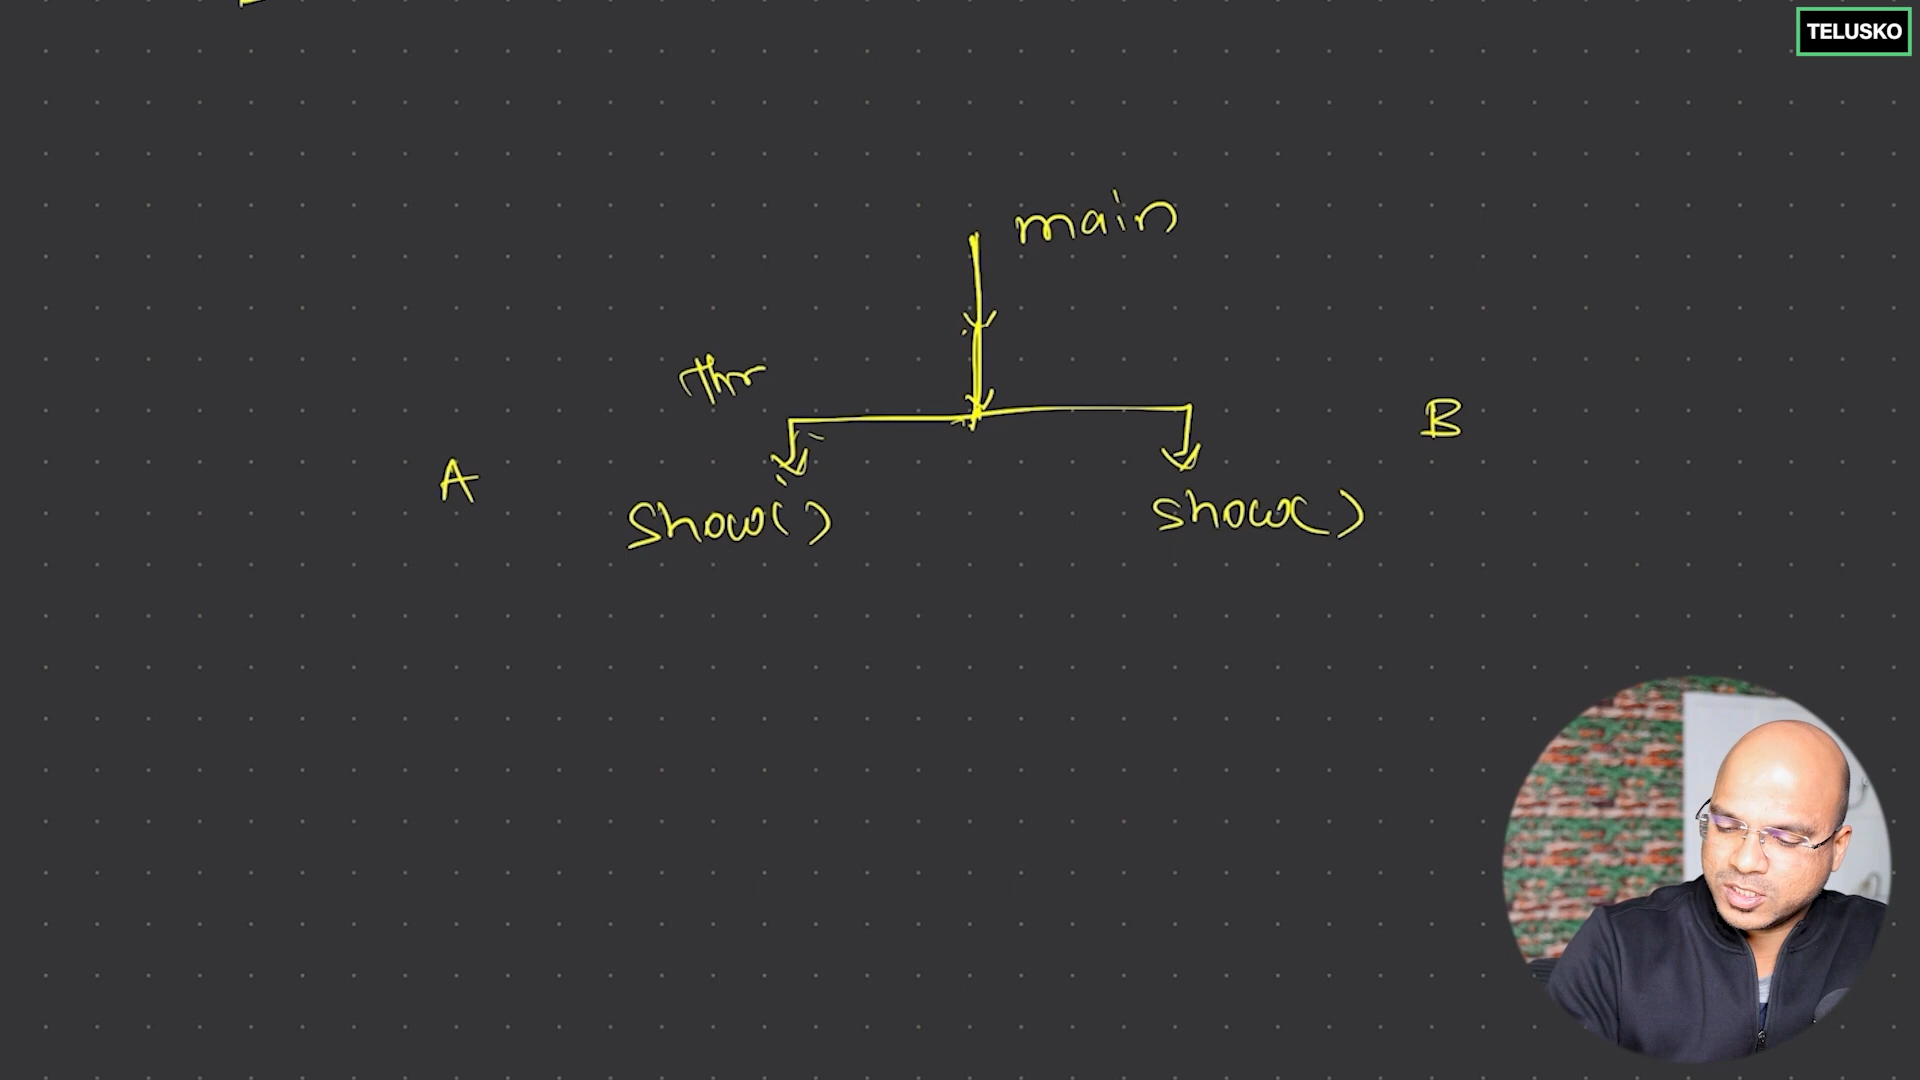 TELUSKO
main
thr
B
A
show()
show()